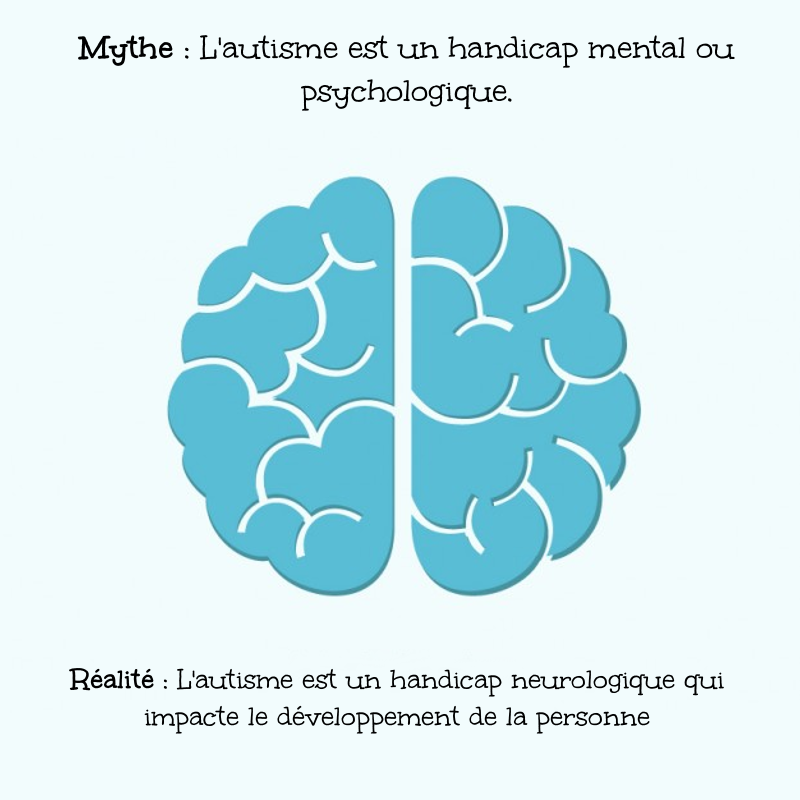 Mythe : L'autisme est un handicap mental ou
psychologique.
Réalité : L'autisme est un handicap neurologique qui
impacte le développement de la personne